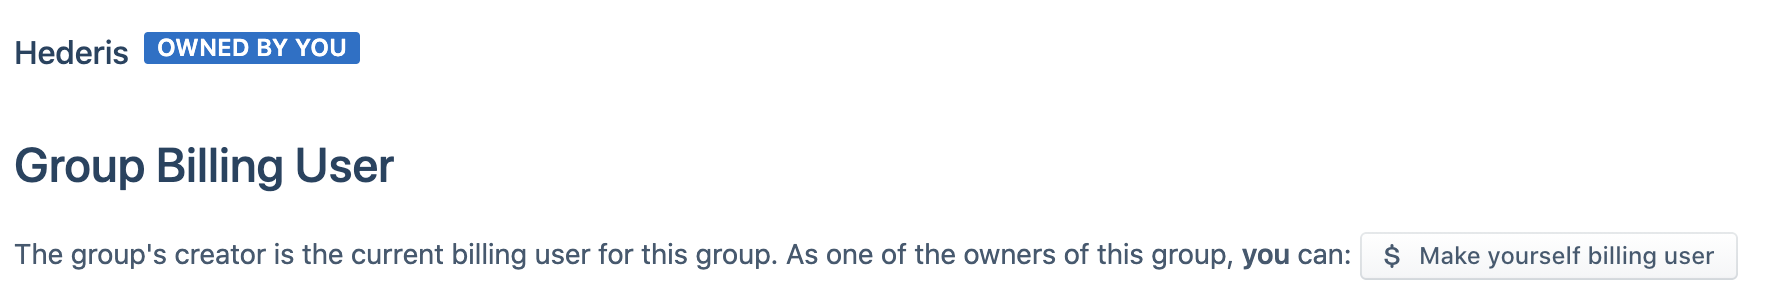 Hederis OWNED BY YOU
Group Billing User
The group's creator is the current billing user for this group. As one of the owners of this group, you can: $ Make yourself billing user